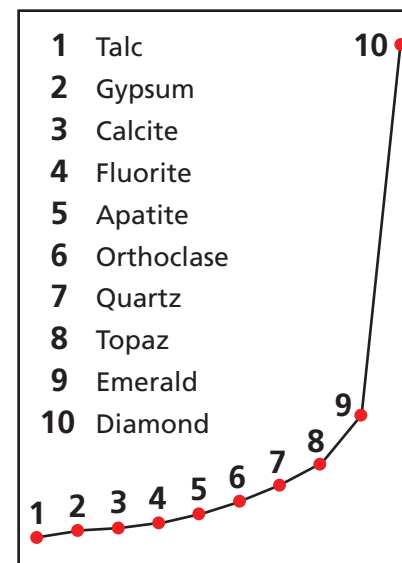 1 Talc
2 Gypsum
3 Calcite
4 Fluorite
5 Apatite
6 Orthoclase
7 Quartz
8 Topaz
9 Emerald
10 Diamond
1
2
3
4
5
6
7
8
9
10